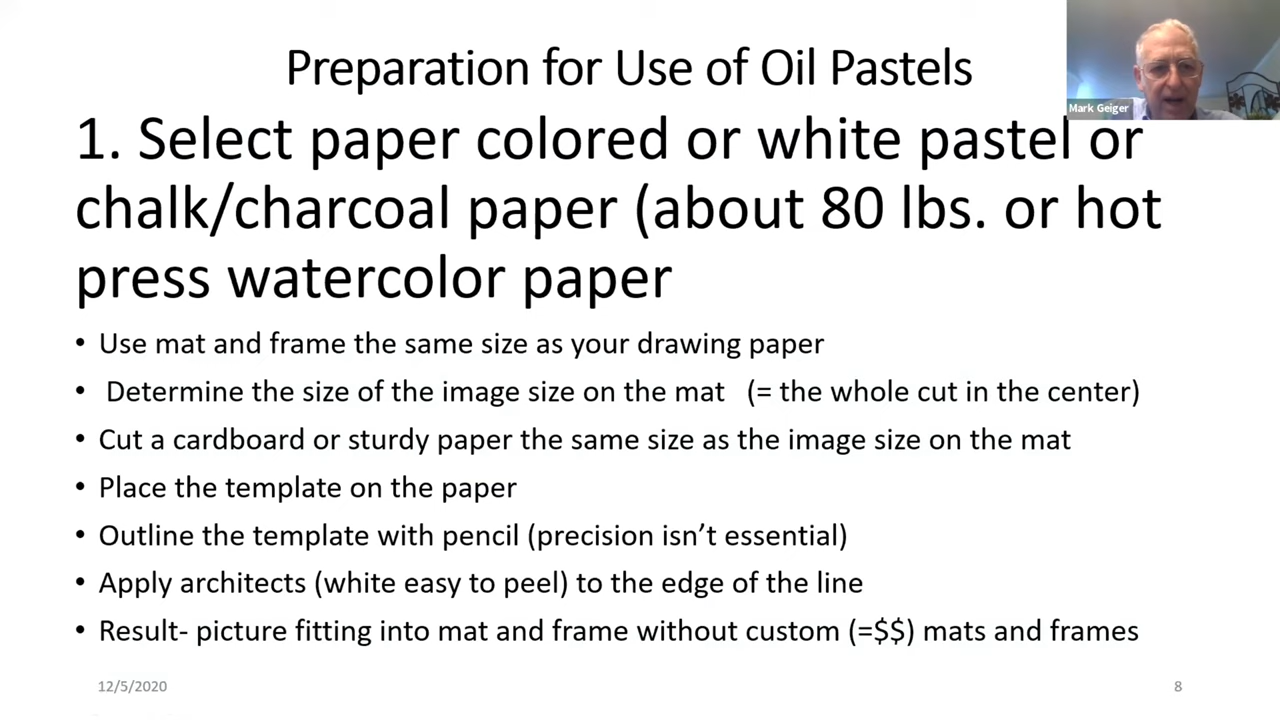 Preparation for Use of Oil Pastels
Mark Geiger
1. Select paper colored or white pastel or
chalk/charcoal paper (about 80 lbs. or hot
press watercolor paper
• Use mat and frame the same size as your drawing paper
• Determine the size of the image size on the mat (= the whole cut in the center)
• Cut a cardboard or sturdy paper the same size as the image size on the mat
• Place the template on the paper
• Outline the template with pencil (precision isn't essential)
• Apply architects (white easy to peel) to the edge of the line
• Result- picture fitting into mat and frame without custom (=$$) mats and frames
12/5/2020
8